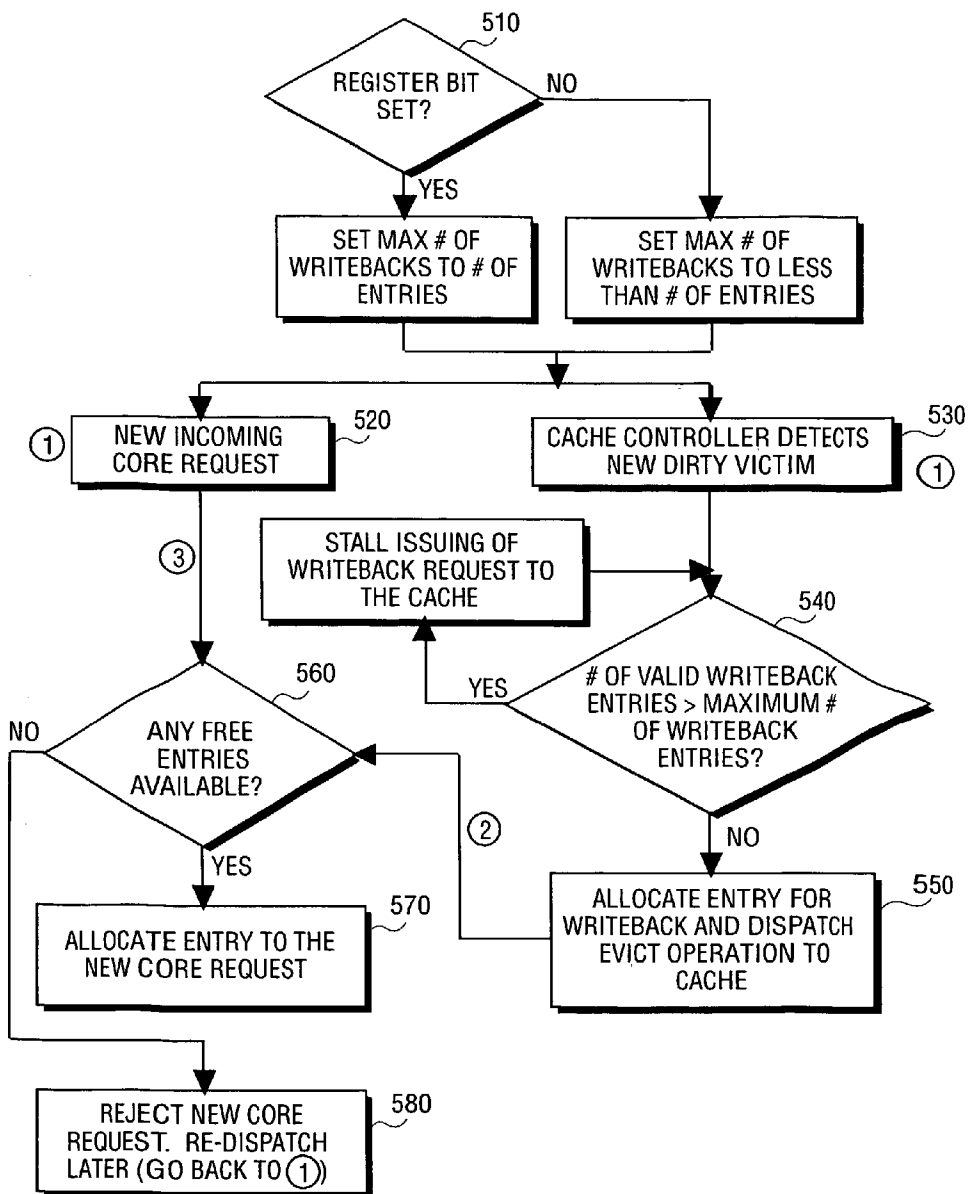 510
REGISTER BIT
SET?
NO
YES
SET MAX # OF
WRITEBACKS TO # OF
ENTRIES
SET MAX # OF
WRITEBACKS TO LESS
THAN # OF ENTRIES
1
NEW INCOMING
CORE REQUEST
520
CACHE CONTROLLER DETECTS
NEW DIRTY VICTIM
530
1
3
STALL ISSUING OF
WRITEBACK REQUEST TO
THE CACHE
540
# OF VALID WRITEBACK
ENTRIES > MAXIMUM #
OF WRITEBACK
ENTRIES?
YES
NO
560
ANY FREE
ENTRIES
AVAILABLE?
NO
YES
2
550
ALLOCATE ENTRY FOR
WRITEBACK AND DISPATCH
EVICT OPERATION TO
CACHE
570
ALLOCATE ENTRY TO THE
NEW CORE REQUEST
580
REJECT NEW CORE
REQUEST. RE-DISPATCH
LATER (GO BACK TO 1)